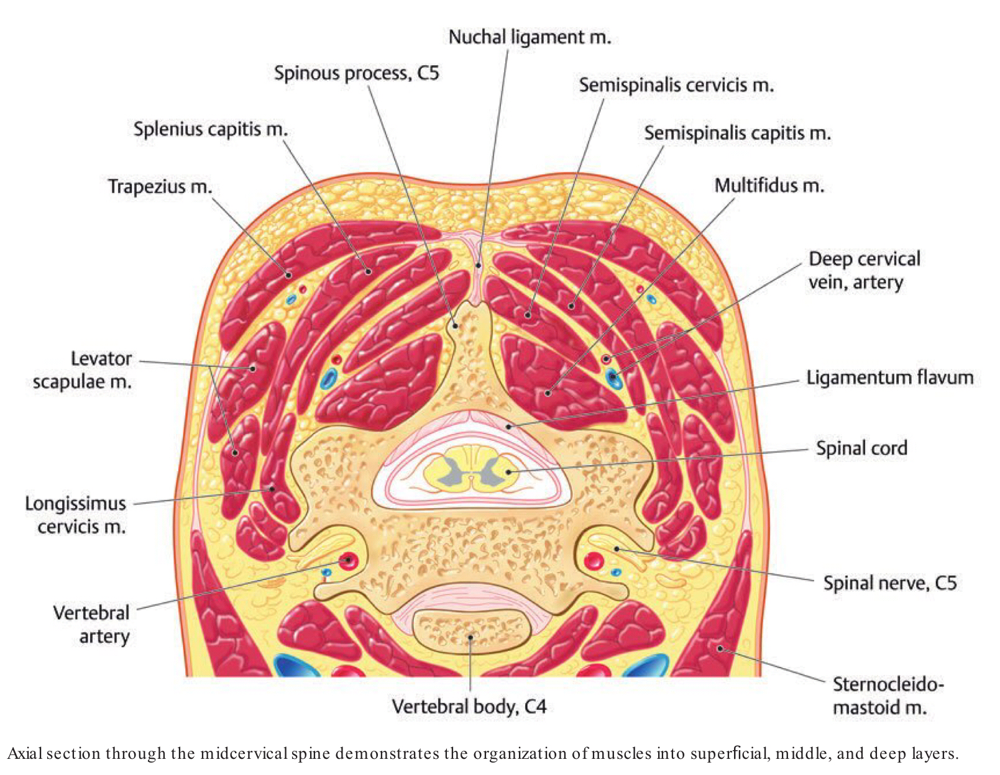 Nuchal ligament m.
Spinous process, C5
Semispinalis cervicis m.
Splenius capitis m.
Semispinalis capitis m.
Trapezius m.
Multifidus m.
Deep cervical
vein, artery
Levator
scapulae m.
Ligamentum flavum
Spinal cord
Longissimus
cervicis m.
Spinal nerve, C5
Vertebral
artery
Sternocleido-
mastoid m.
Vertebral body, C4
Axial section through the midcervical spine demonstrates the organization of muscles into superficial, middle, and deep layers.